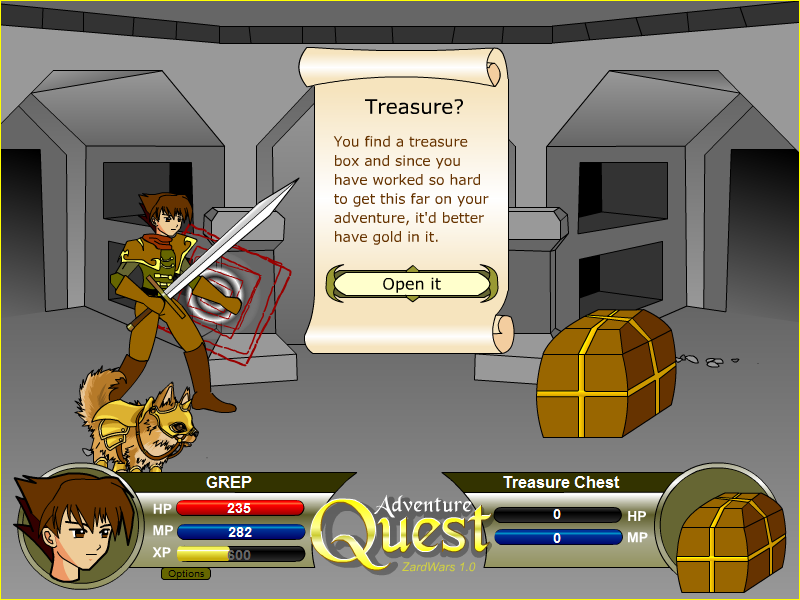 Treasure?
You find a treasure
box and since you
have worked so hard
to get this far on your
adventure, it'd better
have gold in it.
Open it
GREP
HP 235
MP 282
XP 600
Options
Adventure
Quest
ZardWars 1.0
Treasure Chest
0 HP
0 MP